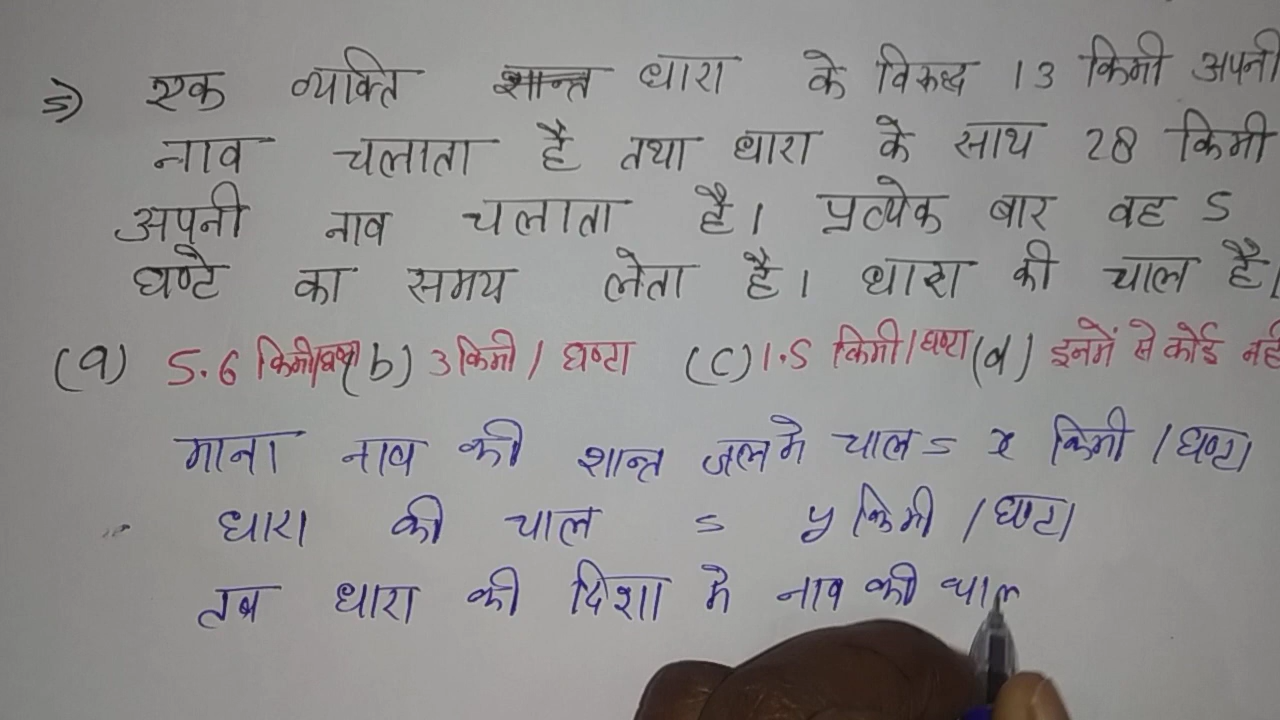 5) एक व्यक्ति शान्त धारा के विरुद्ध 13 किमी अपनी
नाव चलाता है तथा धारा के साथ 28 किमी
अपनी नाव चलाता है। प्रत्येक बार वह 5
घण्टे का समय लेता है। धारा की चाल है।
(a) 5.6 किमी/घण्टा (b) 3 किमी / घण्टा (c) 1.5 किमी/घण्टा (d) इनमें से कोई नही
माना नाव की शान्त जल मे चाल = x किमी / घण्टा
धारा की चाल = y किमी / घण्टा
तब धारा की दिशा मे नाव की चाल